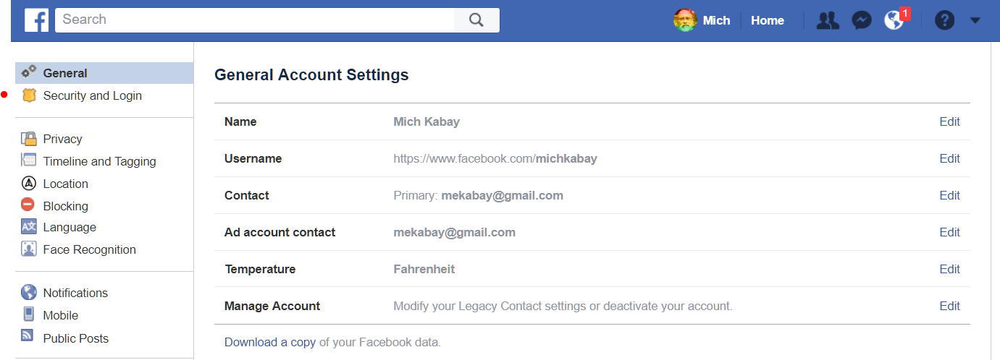 f Search Mich Home 1 ?
General
Security and Login
Privacy
Timeline and Tagging
Location
Blocking
Language
Face Recognition
Notifications
Mobile
Public Posts
General Account Settings
Name Mich Kabay Edit
Username https://www.facebook.com/michkabay Edit
Contact Primary: mekabay@gmail.com Edit
Ad account contact mekabay@gmail.com Edit
Temperature Fahrenheit Edit
Manage Account Modify your Legacy Contact settings or deactivate your account. Edit
Download a copy of your Facebook data.